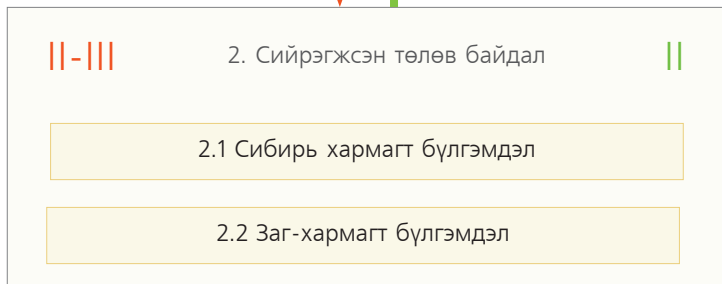 II-III 2. Сийрэгжсэн төлөв байдал II
2.1 Сибирь хармагт бүлгэмдэл
2.2 Заг-хармагт бүлгэмдэл